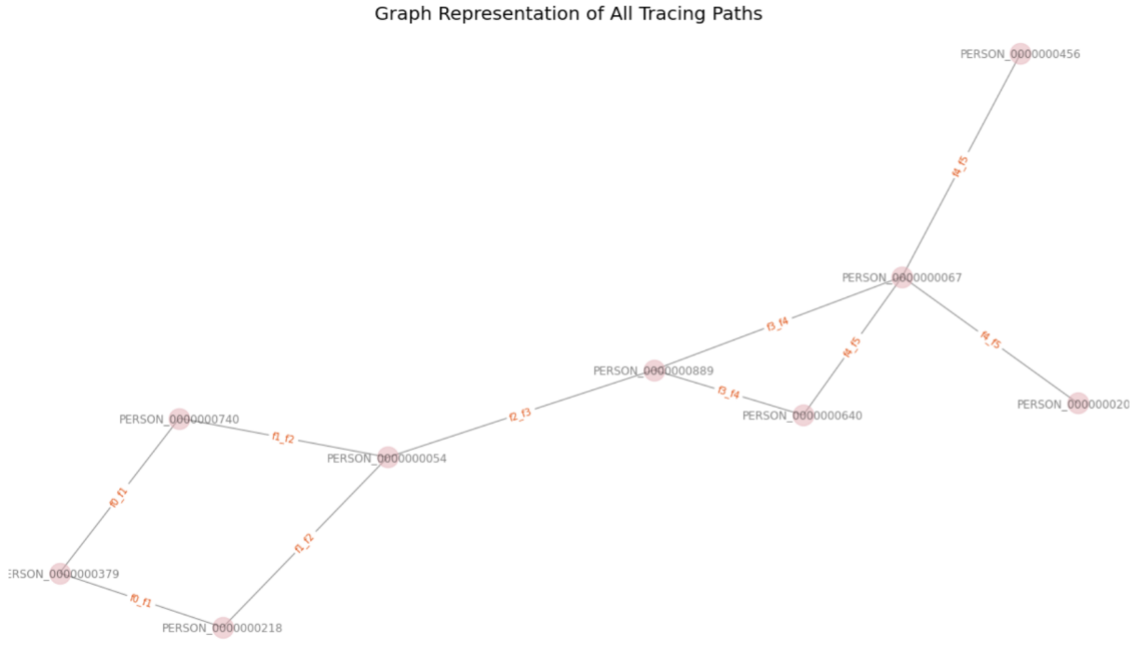 Graph Representation of All Tracing Paths
PERSON_0000000456
f4_f5
PERSON_0000000067
f3_f4
f4_f5
f4_f5
PERSON_0000000889
f3_f4
PERSON_000000020
PERSON_0000000640
f2_f3
PERSON_0000000740
f1_f2
PERSON_0000000054
f0_f1
f1_f2
ERSON_0000000379
f0_f1
PERSON_0000000218